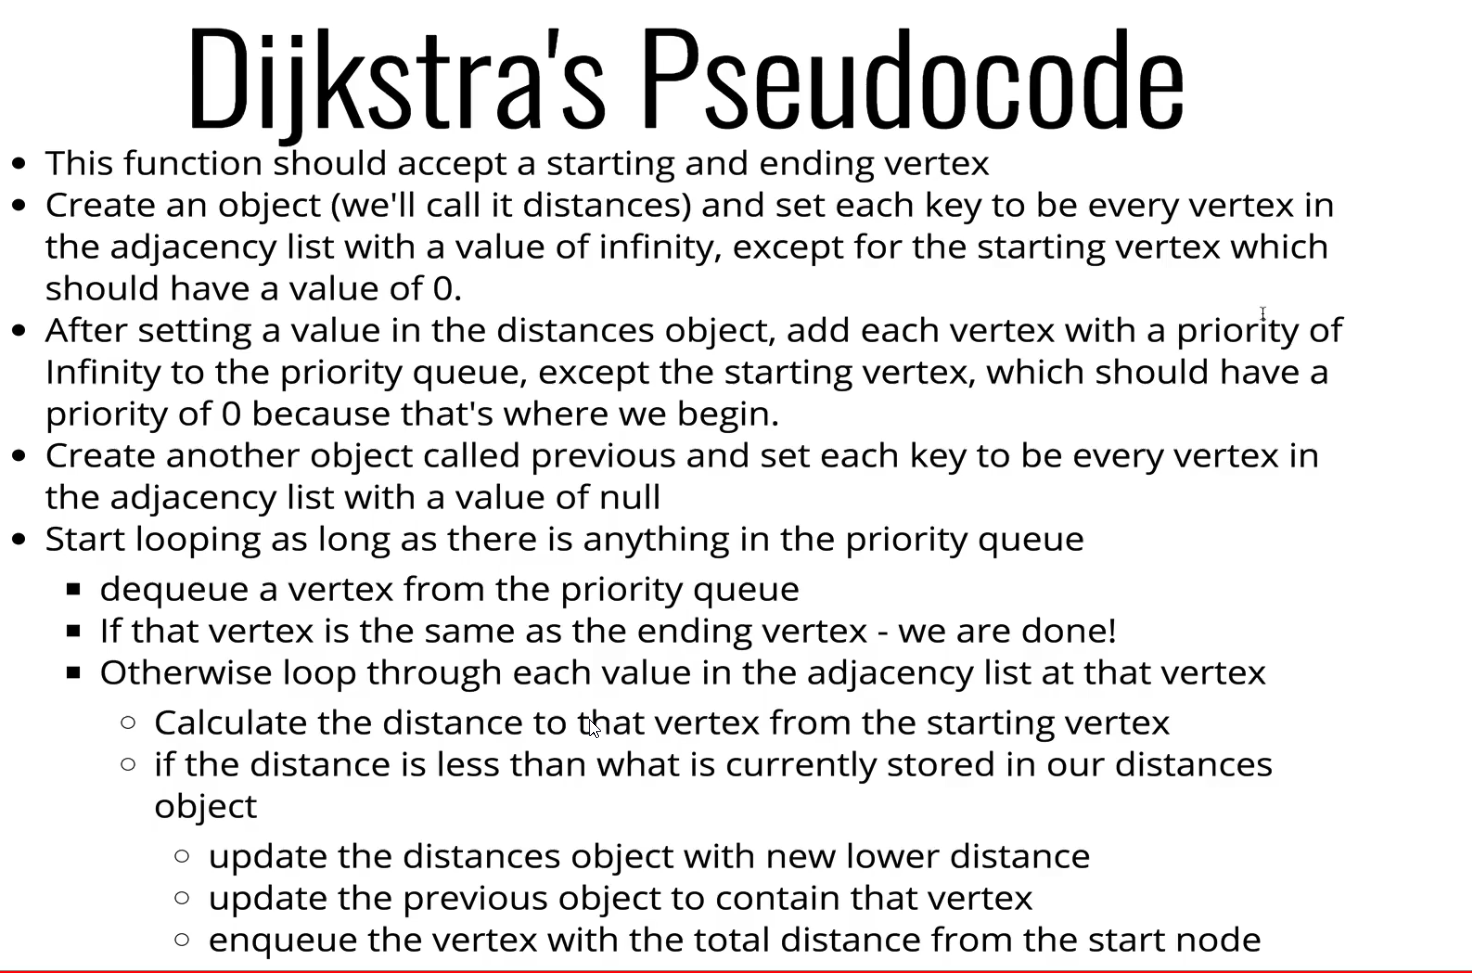 Dijkstra's Pseudocode
• This function should accept a starting and ending vertex
• Create an object (we'll call it distances) and set each key to be every vertex in
the adjacency list with a value of infinity, except for the starting vertex which
should have a value of 0.
• After setting a value in the distances object, add each vertex with a priority of
Infinity to the priority queue, except the starting vertex, which should have a
priority of 0 because that's where we begin.
• Create another object called previous and set each key to be every vertex in
the adjacency list with a value of null
• Start looping as long as there is anything in the priority queue
▪ dequeue a vertex from the priority queue
▪ If that vertex is the same as the ending vertex - we are done!
▪ Otherwise loop through each value in the adjacency list at that vertex
○ Calculate the distance to that vertex from the starting vertex
○ if the distance is less than what is currently stored in our distances
object
○ update the distances object with new lower distance
○ update the previous object to contain that vertex
○ enqueue the vertex with the total distance from the start node